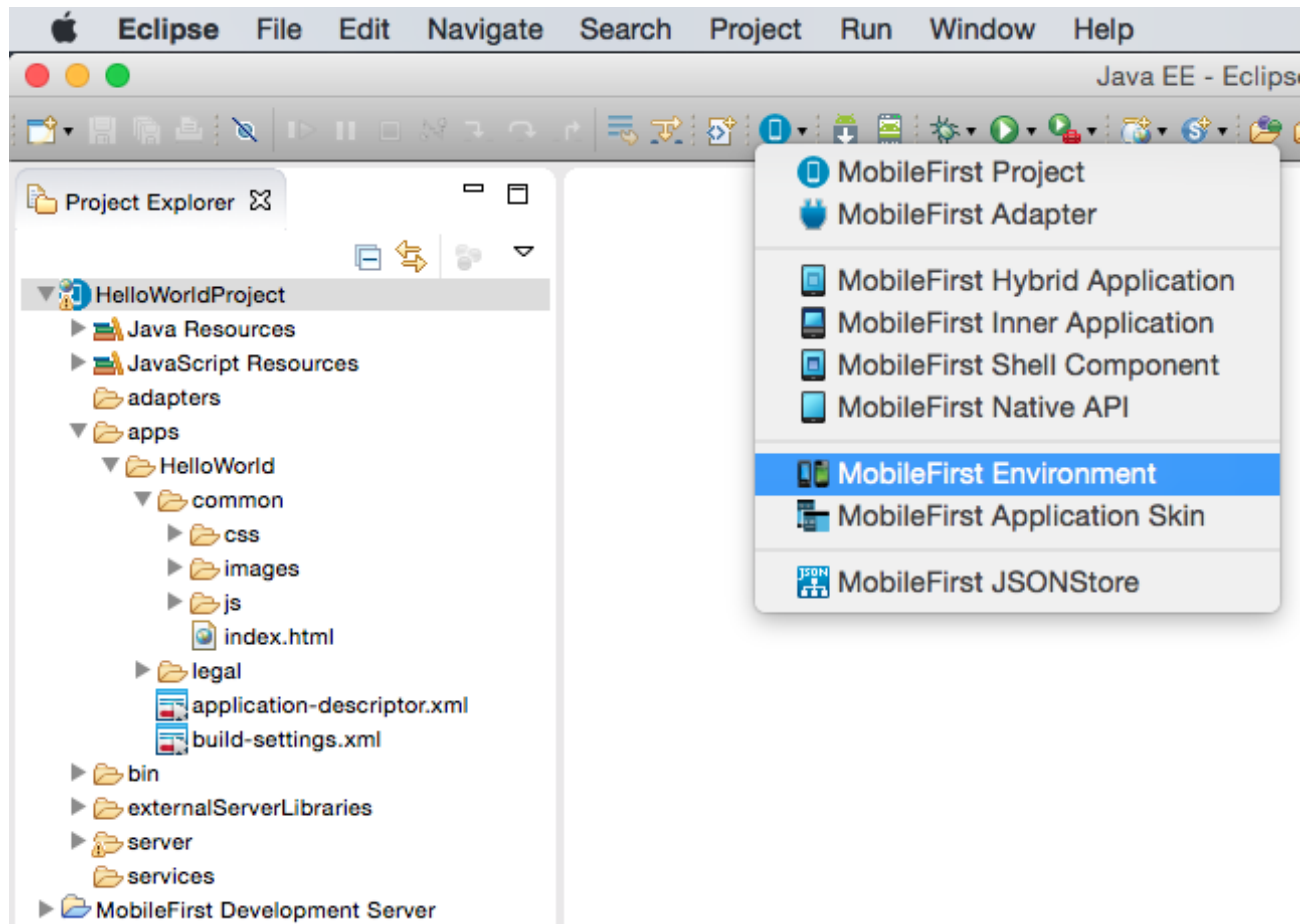 Eclipse File Edit Navigate Search Project Run Window Help
Java EE - Eclipse
Project Explorer
HelloWorldProject
Java Resources
JavaScript Resources
adapters
apps
HelloWorld
common
css
images
js
index.html
legal
application-descriptor.xml
build-settings.xml
bin
externalServerLibraries
server
services
MobileFirst Development Server
MobileFirst Project
MobileFirst Adapter
MobileFirst Hybrid Application
MobileFirst Inner Application
MobileFirst Shell Component
MobileFirst Native API
MobileFirst Environment
MobileFirst Application Skin
JSON
MobileFirst JSONStore